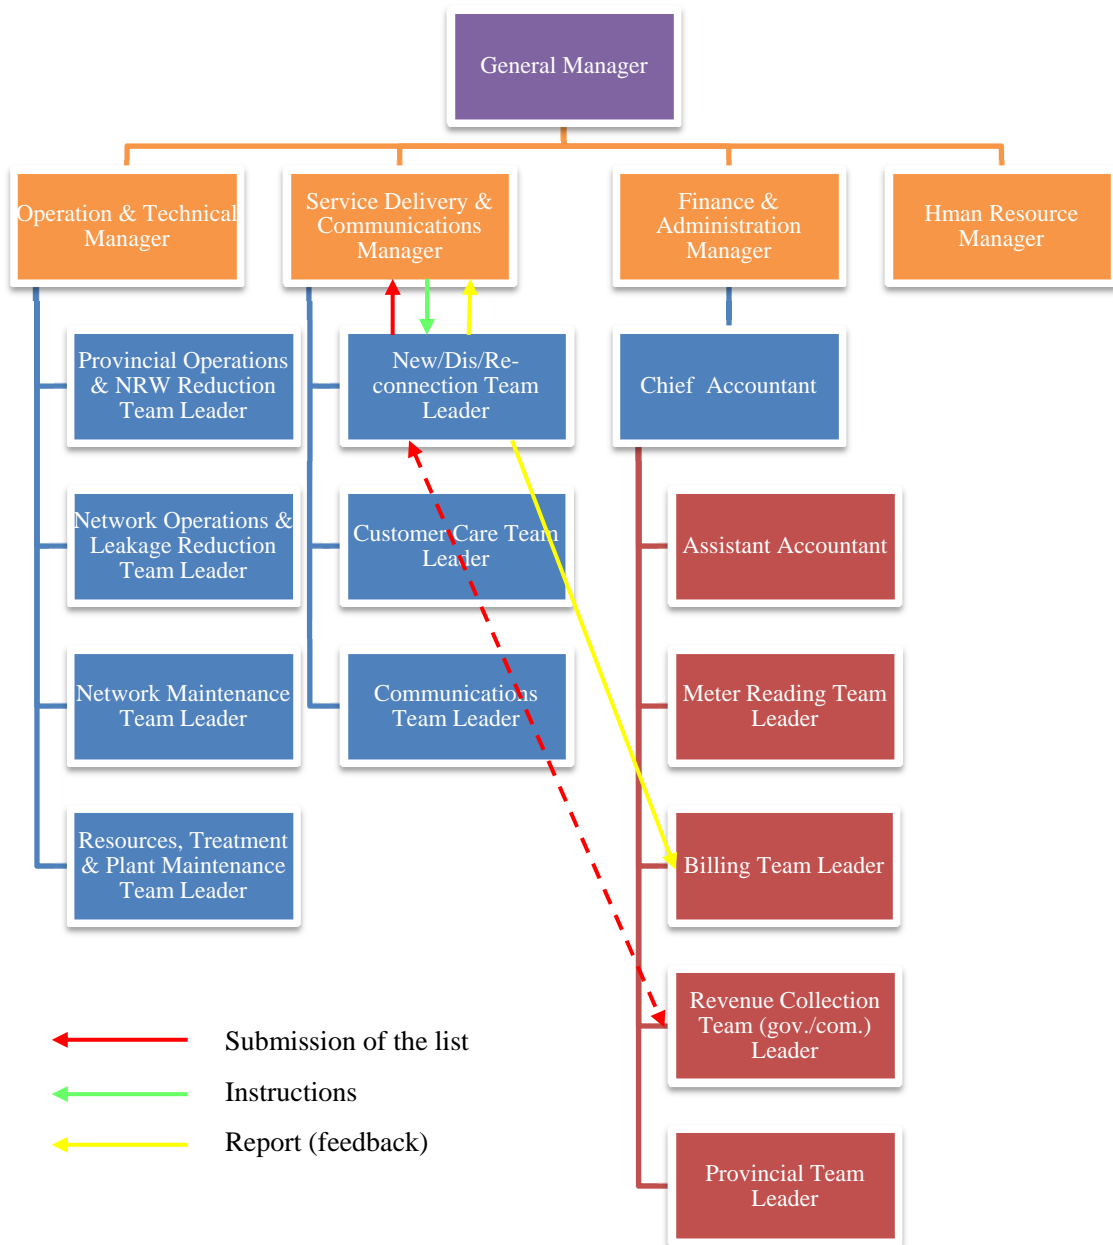 General Manager
Operation & Technical
Manager
Service Delivery &
Communications
Manager
Finance &
Administration
Manager
Hman Resource
Manager
Provincial Operations
& NRW Reduction
Team Leader
New/Dis/Re-
connection Team
Leader
Chief Accountant
Network Operations &
Leakage Reduction
Team Leader
Customer Care Team
Leader
Assistant Accountant
Network Maintenance
Team Leader
Communications
Team Leader
Meter Reading Team
Leader
Resources, Treatment
& Plant Maintenance
Team Leader
Billing Team Leader
Revenue Collection
Team (gov./com.)
Leader
Provincial Team
Leader
Submission of the list
Instructions
Report (feedback)